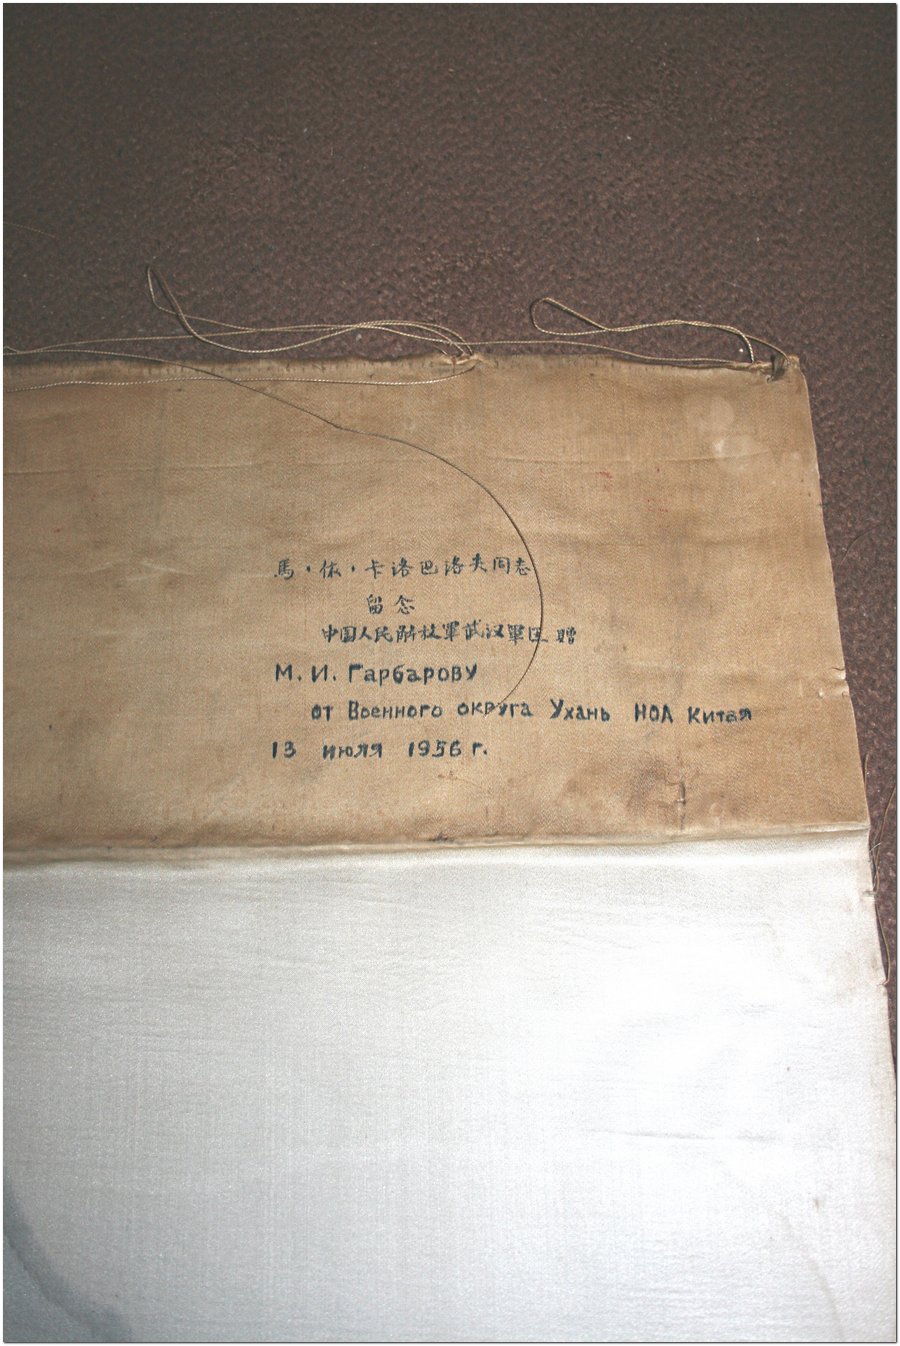 馬·依·卡洛巴洛夫同志
留念
中国人民解放軍武汉軍区贈
М. И. Гарбарову
от Военного округа Ухань НОА Китая
13 июля 1956 г.